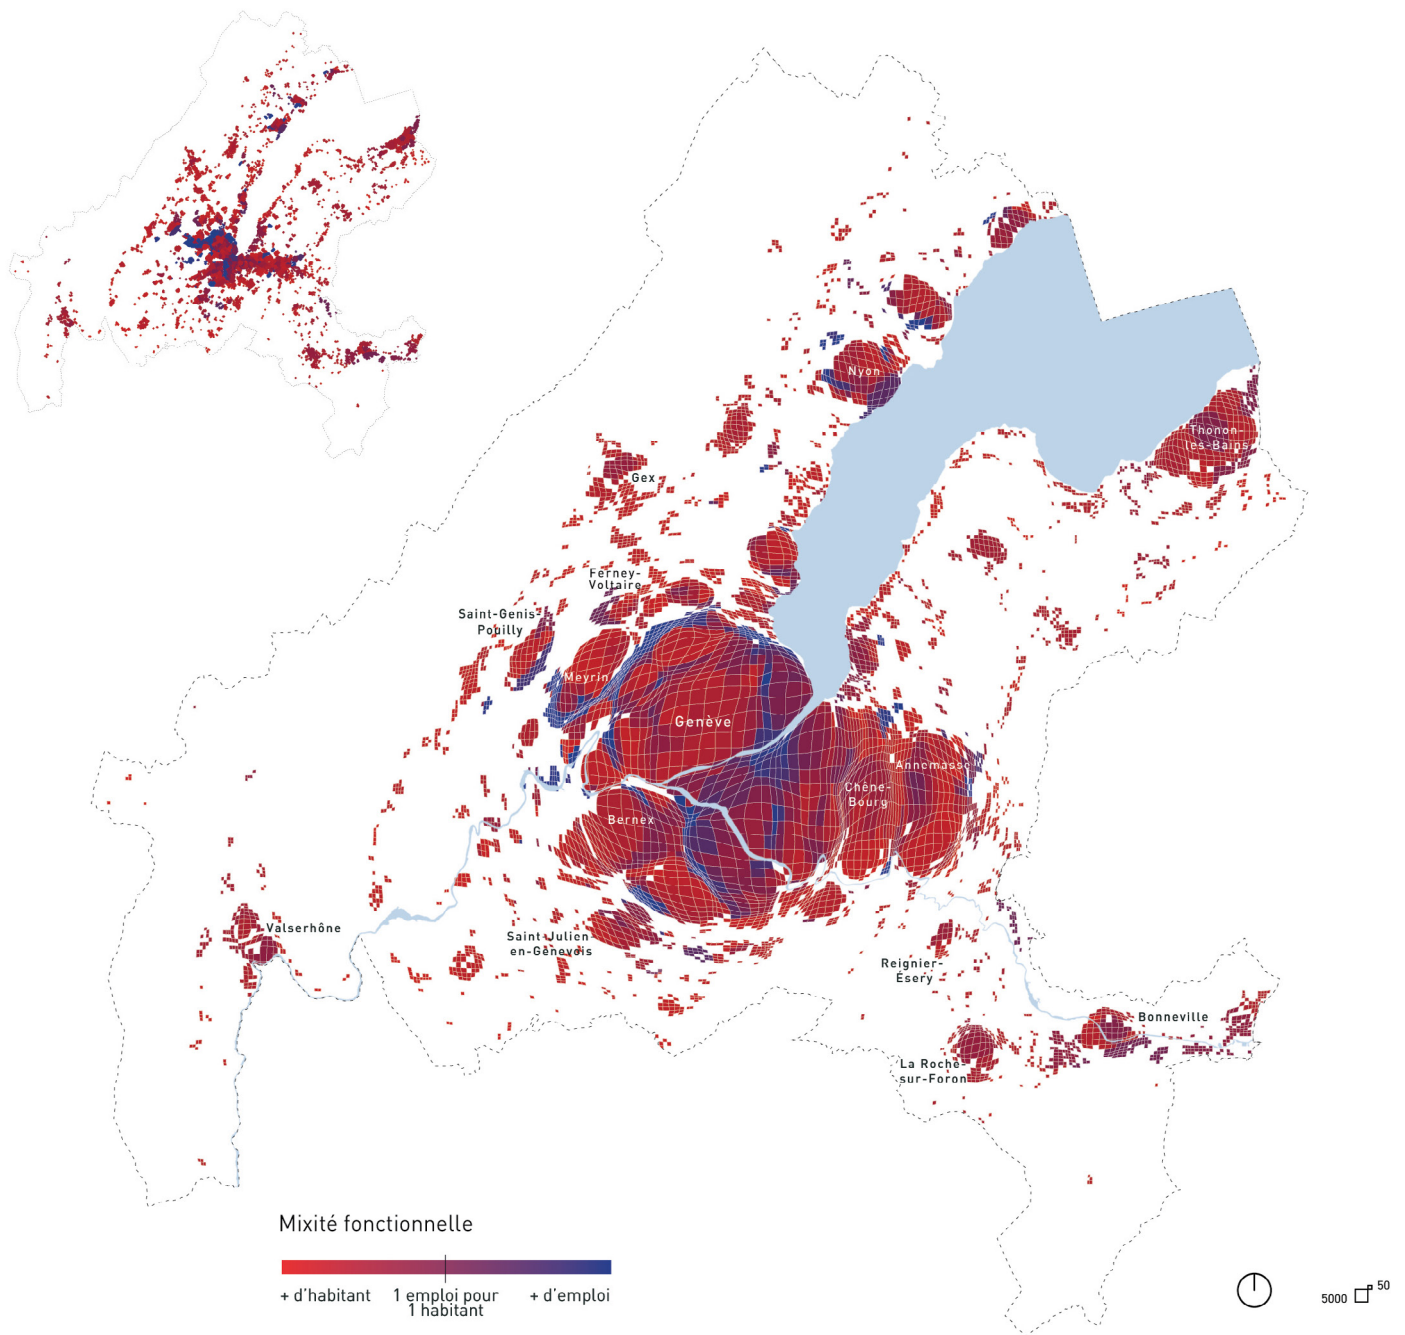 Nyon
Thonon-
les-Bains
Gex
Ferney-
Voltaire
Saint-Genis-
Pouilly
Meyrin
Genève
Annemasse
Chêne-
Bourg
Bernex
Valserhône
Saint-Julien-
en-Genevois
Reignier-
Ésery
Bonneville
La Roche-
sur-Foron
Mixité fonctionnelle
+ d'habitant
1 emploi pour
1 habitant
+ d'emploi
5000
50